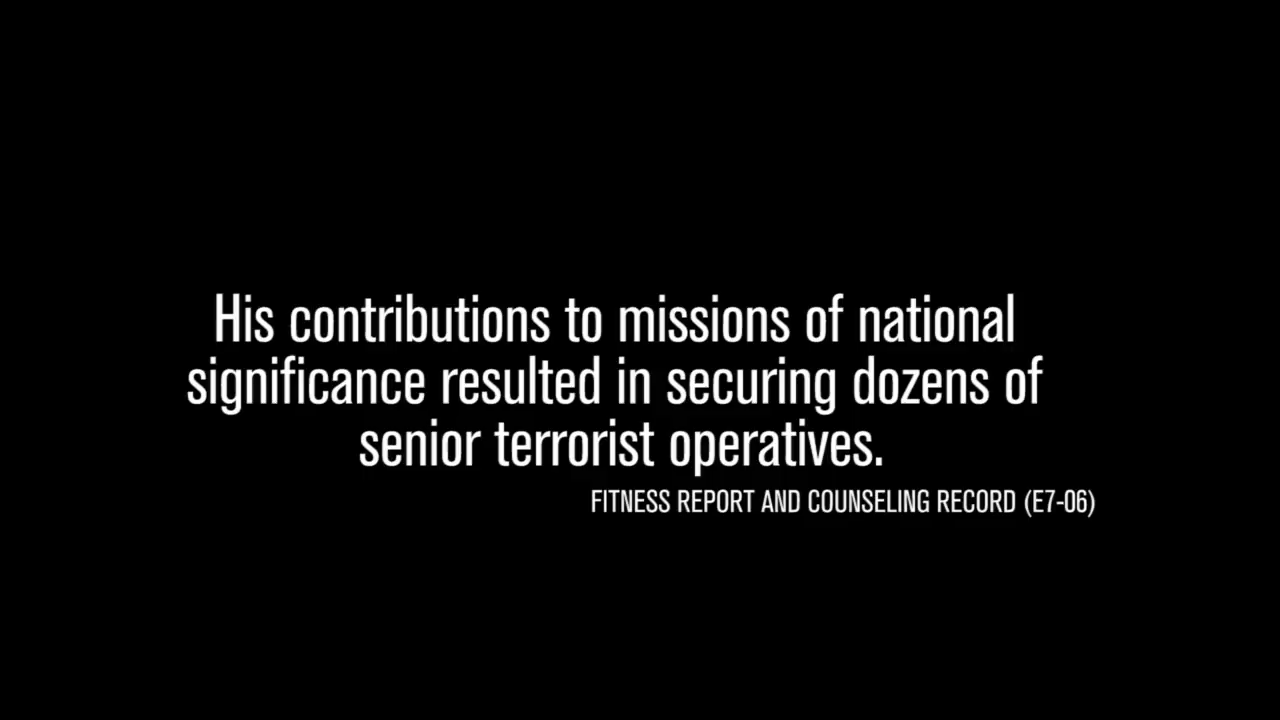 His contributions to missions of national
significance resulted in securing dozens of
senior terrorist operatives.
FITNESS REPORT AND COUNSELING RECORD (E7-06)